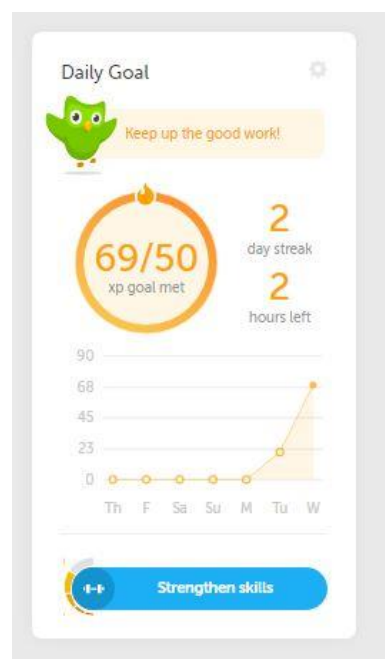 Daily Goal
Keep up the good work!
69/50
xp goal met
2
day streak
2
hours left
90
68
45
23
0
Th F Sa Su M Tu W
Strengthen skills